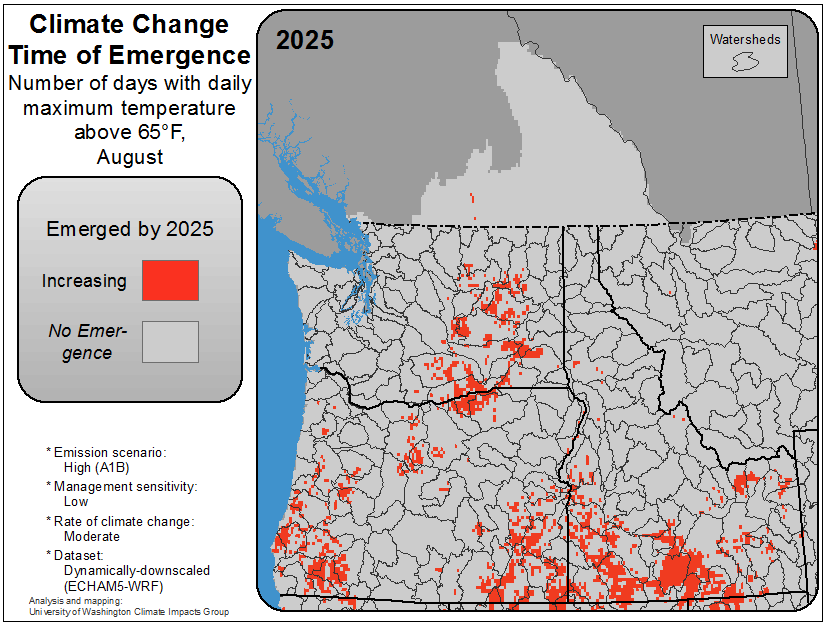 Climate Change
Time of Emergence
Number of days with daily
maximum temperature
above 65°F,
August
Emerged by 2025
Increasing
No Emer-
gence
* Emission scenario:
High (A1B)
* Management sensitivity:
Low
* Rate of climate change:
Moderate
* Dataset:
Dynamically-downscaled
(ECHAM5-WRF)
Analysis and mapping:
University of Washington Climate Impacts Group
2025
Watersheds